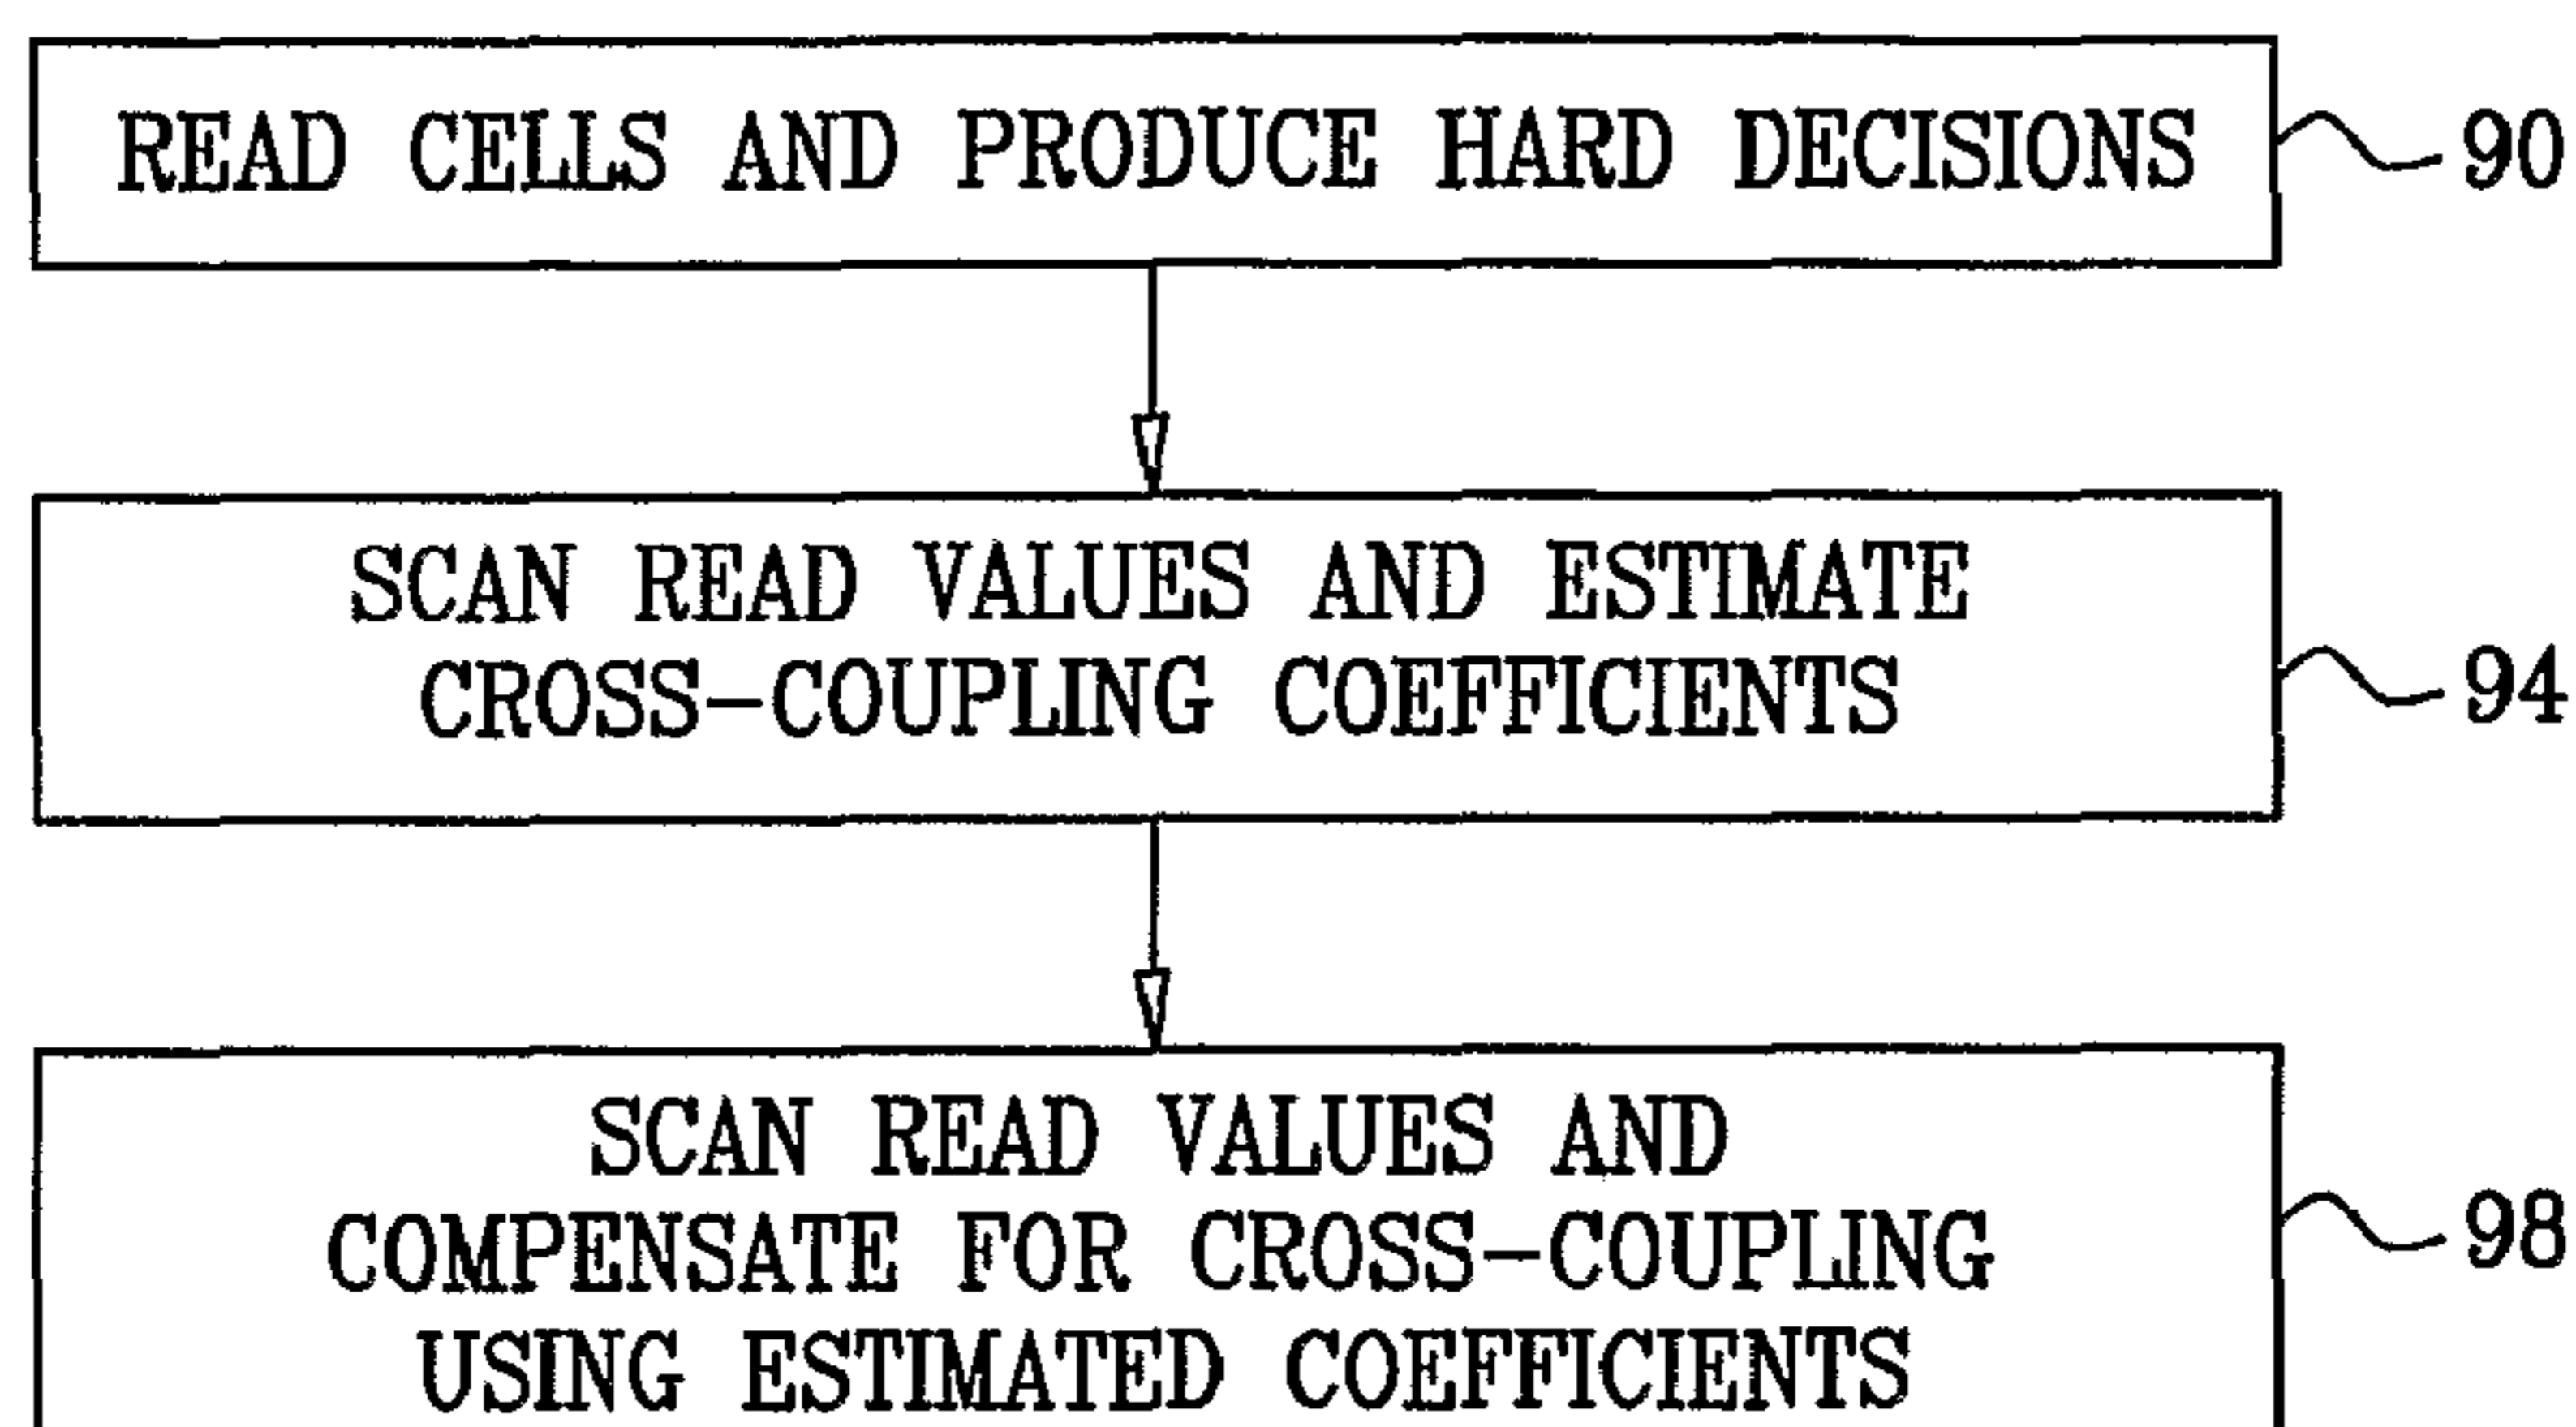 READ CELLS AND PRODUCE HARD DECISIONS
90
SCAN READ VALUES AND ESTIMATE
CROSS-COUPLING COEFFICIENTS
94
SCAN READ VALUES AND
COMPENSATE FOR CROSS-COUPLING
USING ESTIMATED COEFFICIENTS
98